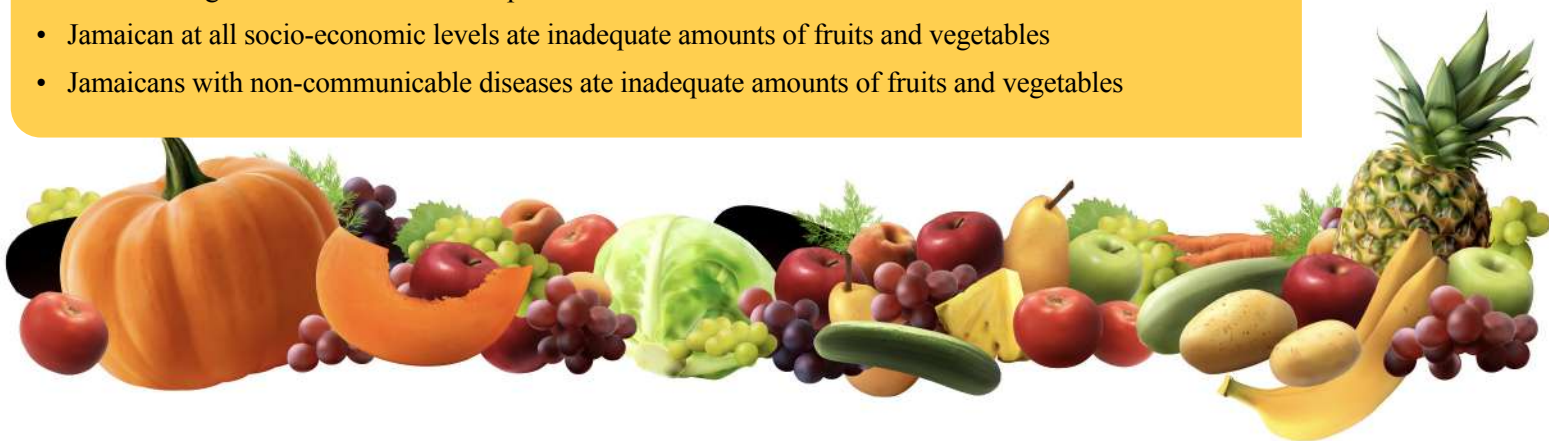 • Jamaican at all socio-economic levels ate inadequate amounts of fruits and vegetables
• Jamaicans with non-communicable diseases ate inadequate amounts of fruits and vegetables